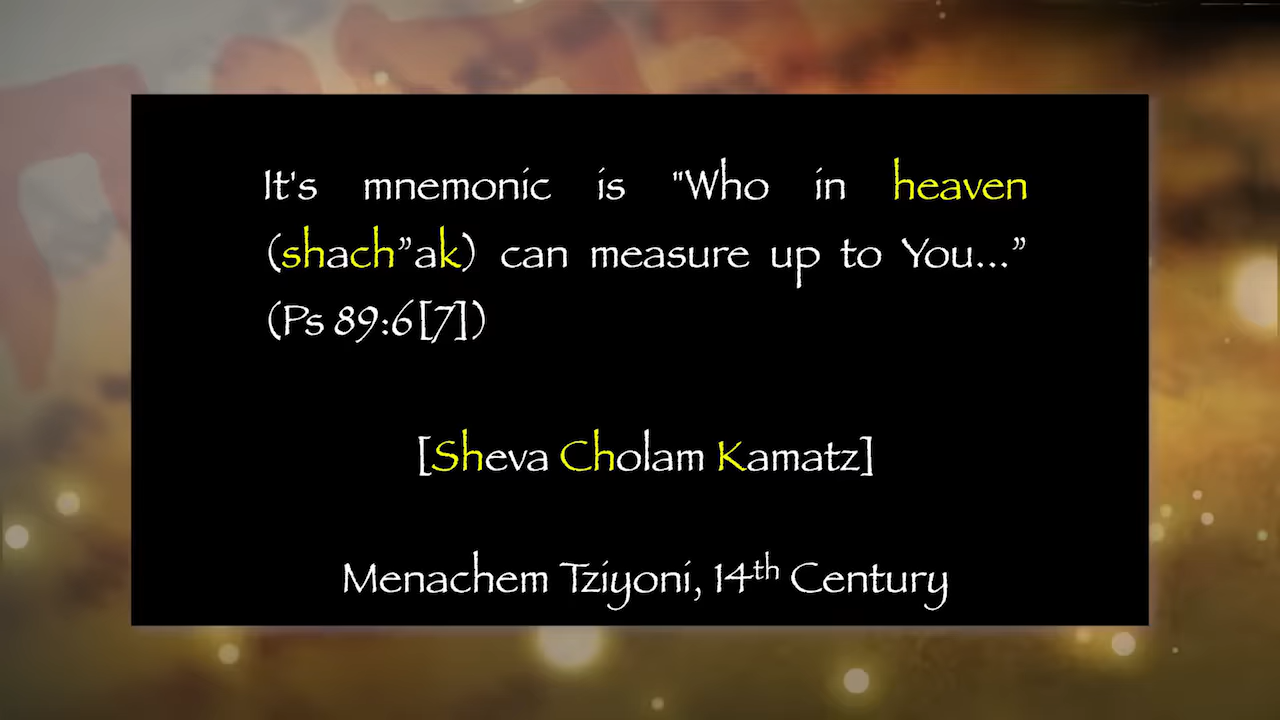 It's mnemonic is "Who in heaven
(shach”ak) can measure up to You...”
(Ps 89:6[7])
[Sheva Cholam Kamatz]
Menachem Tziyoni, 14th Century